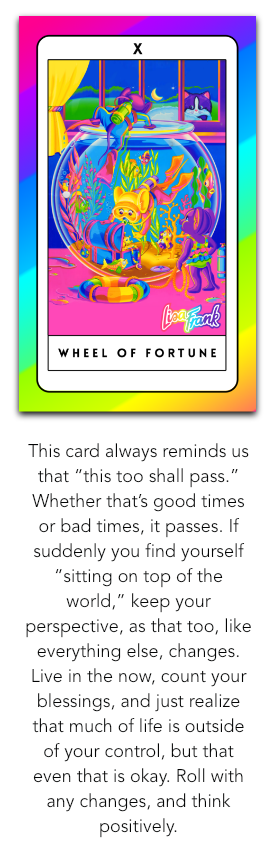 X
Lisa Frank
WHEEL OF FORTUNE
This card always reminds us
that “this too shall pass.”
Whether that’s good times
or bad times, it passes. If
suddenly you find yourself
“sitting on top of the
world,” keep your
perspective, as that too, like
everything else, changes.
Live in the now, count your
blessings, and just realize
that much of life is outside
of your control, but that
even that is okay. Roll with
any changes, and think
positively.